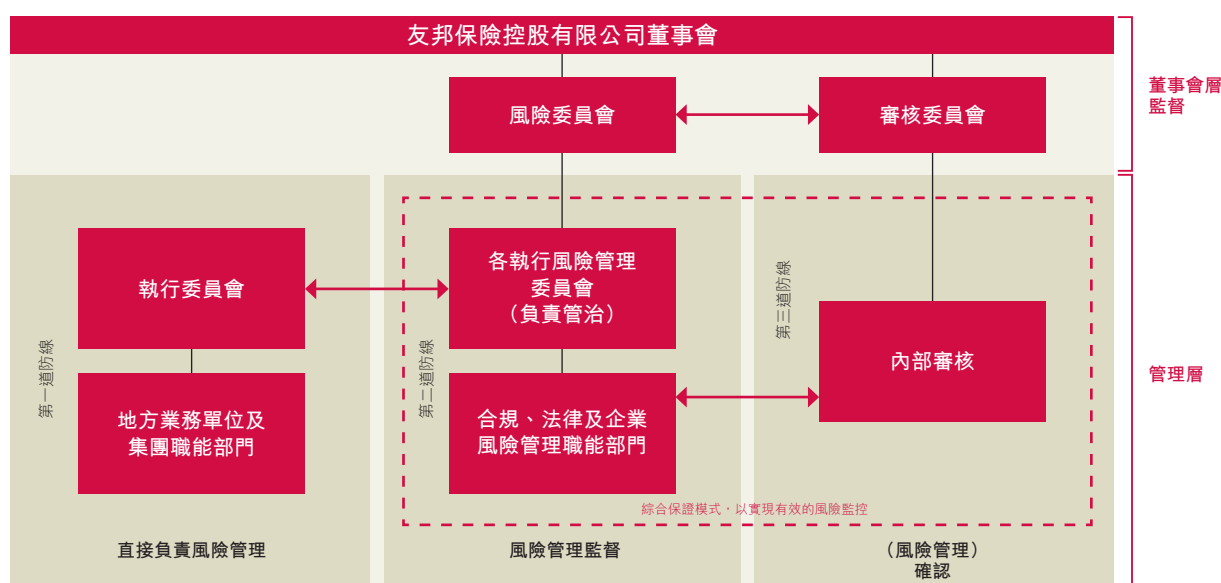 友邦保險控股有限公司董事會
風險委員會
審核委員會
董事會層
監督
第一道防線
執行委員會
地方業務單位及
集團職能部門
直接負責風險管理
第二道防線
各執行風險管理
委員會
（負責管治）
合規、法律及企業
風險管理職能部門
風險管理監督
第三道防線
內部審核
綜合保證模式，以實現有效的風險監控
（風險管理）
確認
管理層